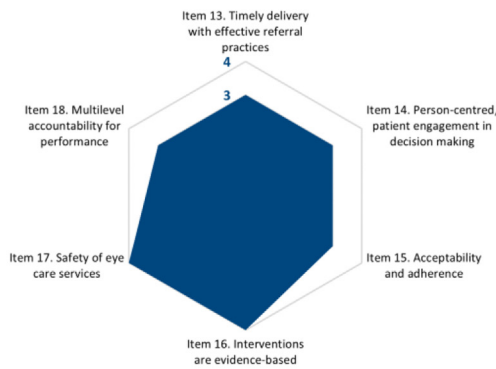 Item 13. Timely delivery
with effective referral
practices
4
3
Item 18. Multilevel
accountability for
performance
Item 14. Person-centred,
patient engagement in
decision making
Item 17. Safety of eye
care services
Item 15. Acceptability
and adherence
Item 16. Interventions
are evidence-based